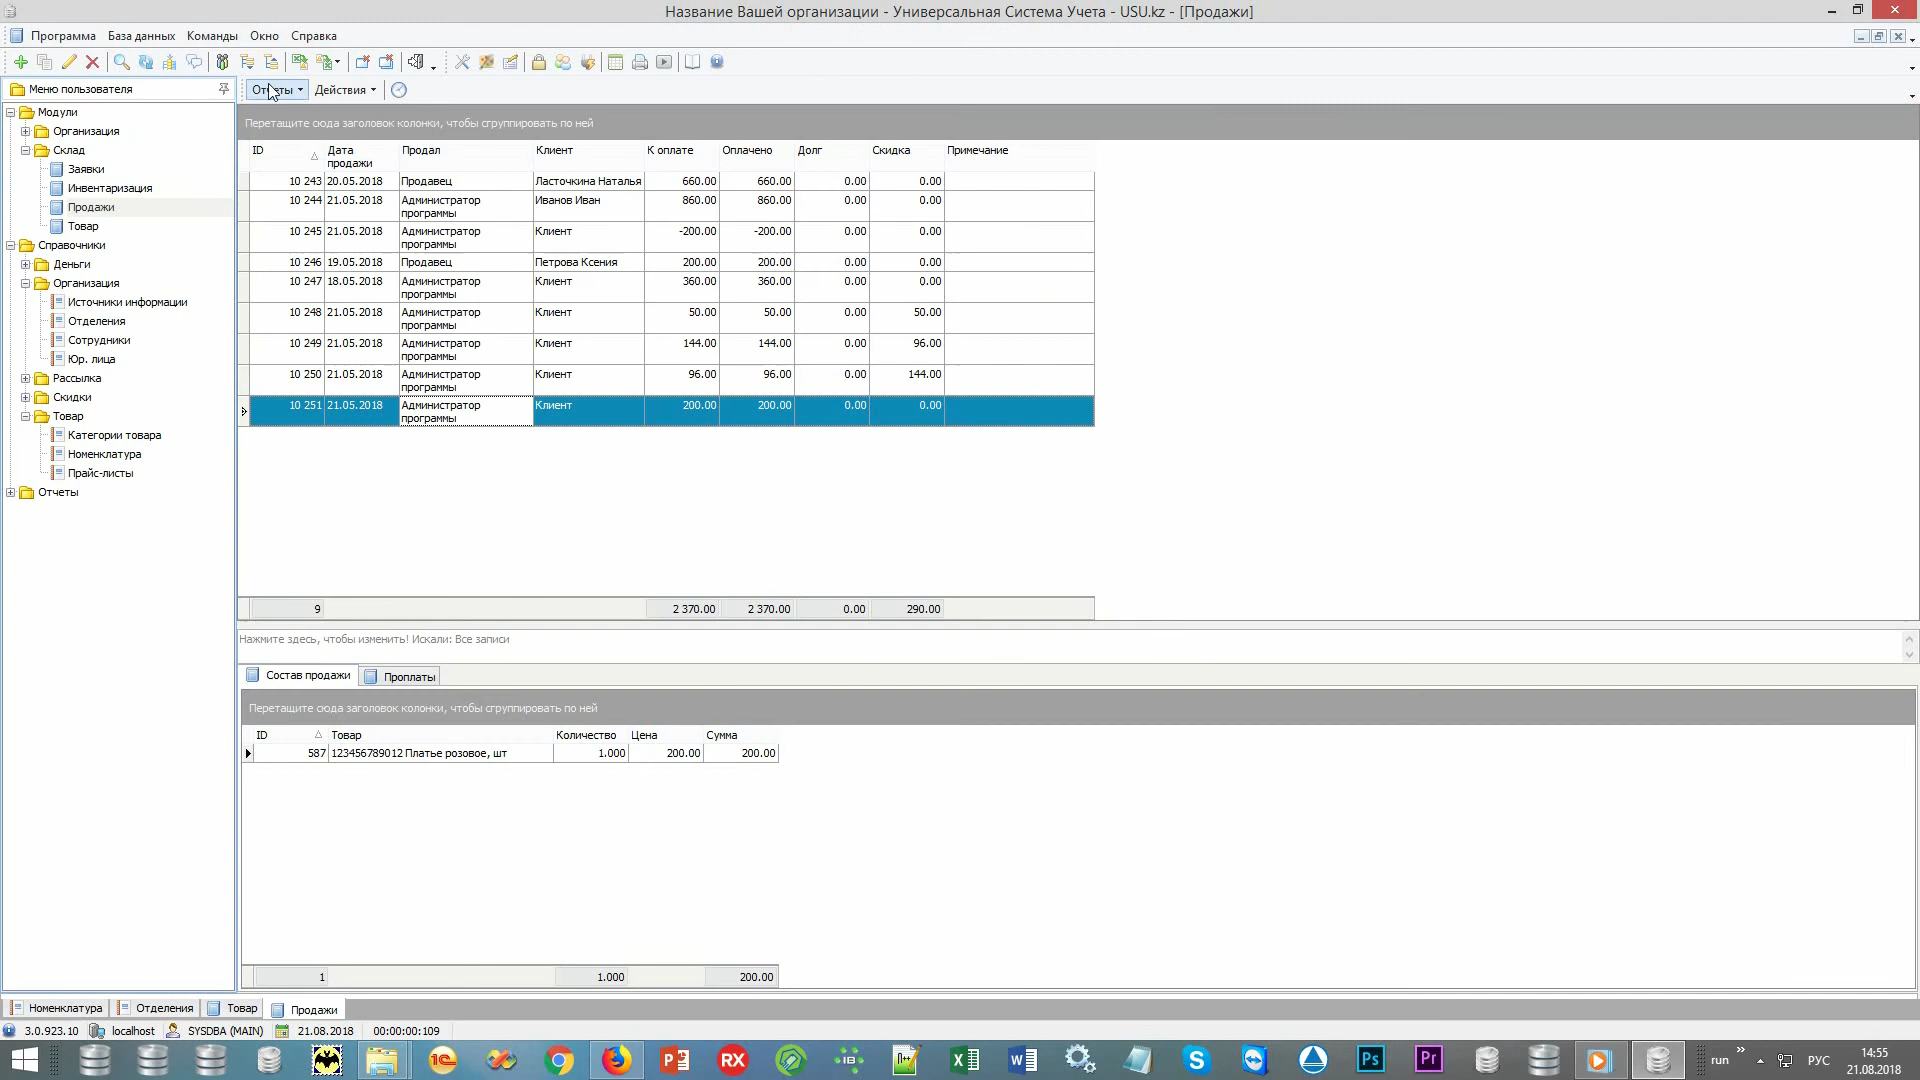 Название Вашей организации - Универсальная Система Учета - USU.kz - [Продажи]
Программа База данных Команды Окно Справка
Меню пользователя
Модули
Организация
Склад
Заявки
Инвентаризация
Продажи
Товар
Справочники
Деньги
Организация
Источники информации
Отделения
Сотрудники
Юр. лица
Рассылка
Скидки
Товар
Категории товара
Номенклатура
Прайс-листы
Отчеты
Отчеты Действия
Перетащите сюда заголовок колонки, чтобы сгруппировать по ней
ID Дата продажи Продал Клиент К оплате Оплачено Долг Скидка Примечание
10 243 20.05.2018 Продавец Ласточкина Наталья 660.00 660.00 0.00 0.00
10 244 21.05.2018 Администратор программы Иванов Иван 860.00 860.00 0.00 0.00
10 245 21.05.2018 Администратор программы Клиент -200.00 -200.00 0.00 0.00
10 246 19.05.2018 Продавец Петрова Ксения 200.00 200.00 0.00 0.00
10 247 18.05.2018 Администратор программы Клиент 360.00 360.00 0.00 0.00
10 248 21.05.2018 Администратор программы Клиент 50.00 50.00 0.00 50.00
10 249 21.05.2018 Администратор программы Клиент 144.00 144.00 0.00 96.00
10 250 21.05.2018 Администратор программы Клиент 96.00 96.00 0.00 144.00
10 251 21.05.2018 Администратор программы Клиент 200.00 200.00 0.00 0.00
9 2 370.00 2 370.00 0.00 290.00
Нажмите здесь, чтобы изменить! Искали: Все записи
Состав продажи Проплаты
Перетащите сюда заголовок колонки, чтобы сгруппировать по ней
ID Товар Количество Цена Сумма
587 123456789012 Платье розовое, шт 1.000 200.00 200.00
1 1.000 200.00
Номенклатура Отделения Товар Продажи
3.0.923.10 localhost SYSDBA (MAIN) 21.08.2018 00:00:00:109
run РУС 14:55
21.08.2018